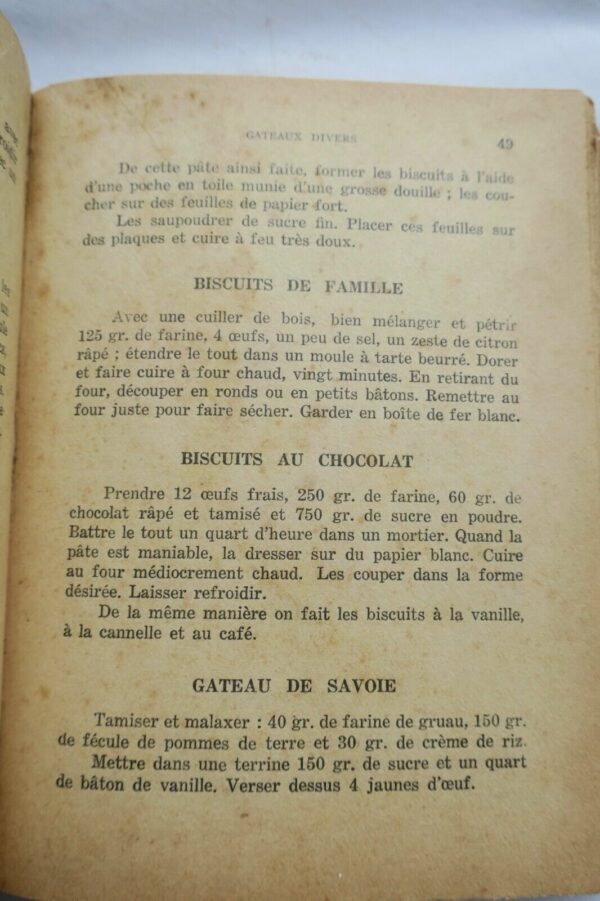 GATEAUX DIVERS 49
De cette pâte ainsi faite, former les biscuits à l'aide
d'une poche en toile munie d'une grosse douille ; les cou-
cher sur des feuilles de papier fort.
Les saupoudrer de sucre fin. Placer ces feuilles sur
des plaques et cuire à feu très doux.
BISCUITS DE FAMILLE
Avec une cuiller de bois, bien mélanger et pétrir
125 gr. de farine, 4 œufs, un peu de sel, un zeste de citron
râpé ; étendre le tout dans un moule à tarte beurré. Dorer
et faire cuire à four chaud, vingt minutes. En retirant du
four, découper en ronds ou en petits bâtons. Remettre au
four juste pour faire sécher. Garder en boîte de fer blanc.
BISCUITS AU CHOCOLAT
Prendre 12 œufs frais, 250 gr. de farine, 60 gr. de
chocolat râpé et tamisé et 750 gr. de sucre en poudre.
Battre le tout un quart d'heure dans un mortier. Quand la
pâte est maniable, la dresser sur du papier blanc. Cuire
au four médiocrement chaud. Les couper dans la forme
désirée. Laisser refroidir.
De la même manière on fait les biscuits à la vanille,
à la cannelle et au café.
GATEAU DE SAVOIE
Tamiser et malaxer : 40 gr. de farine de gruau, 150 gr.
de fécule de pommes de terre et 30 gr. de crème de riz.
Mettre dans une terrine 150 gr. de sucre et un quart
de bâton de vanille. Verser dessus 4 jaunes d'œuf.